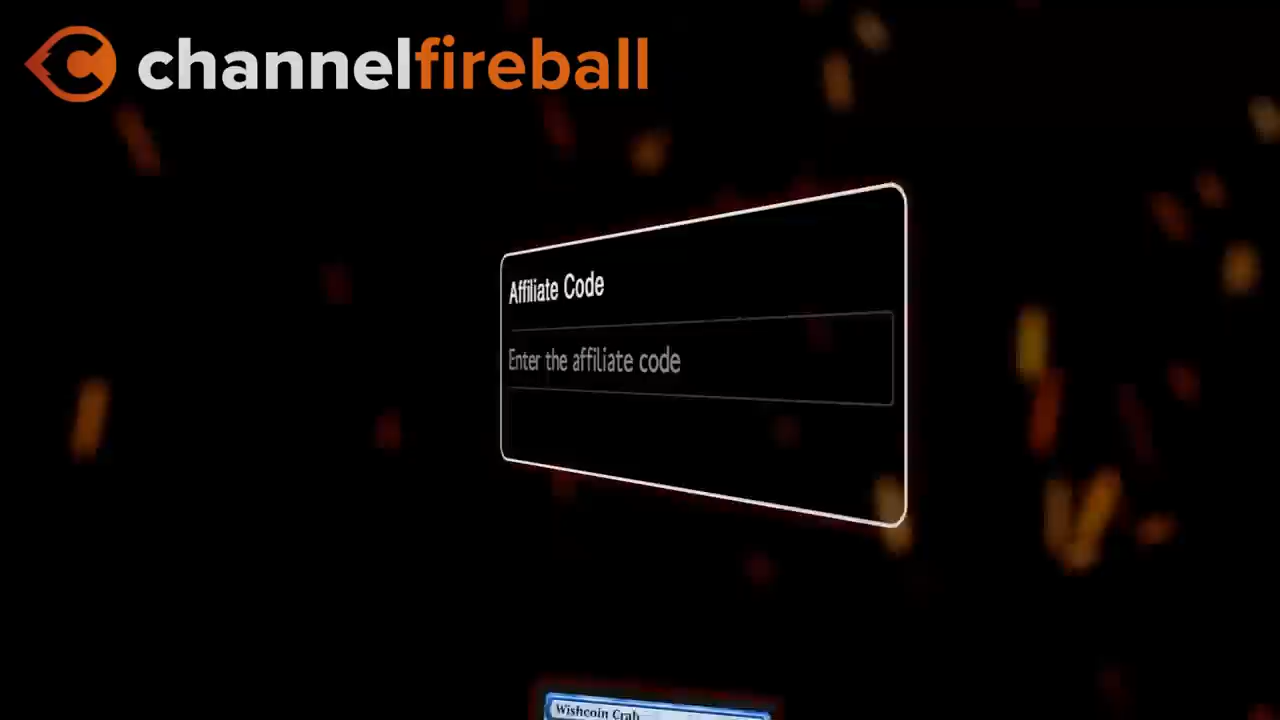 channelfireball
Affiliate Code
Enter the affiliate code
Wishcoin Crab